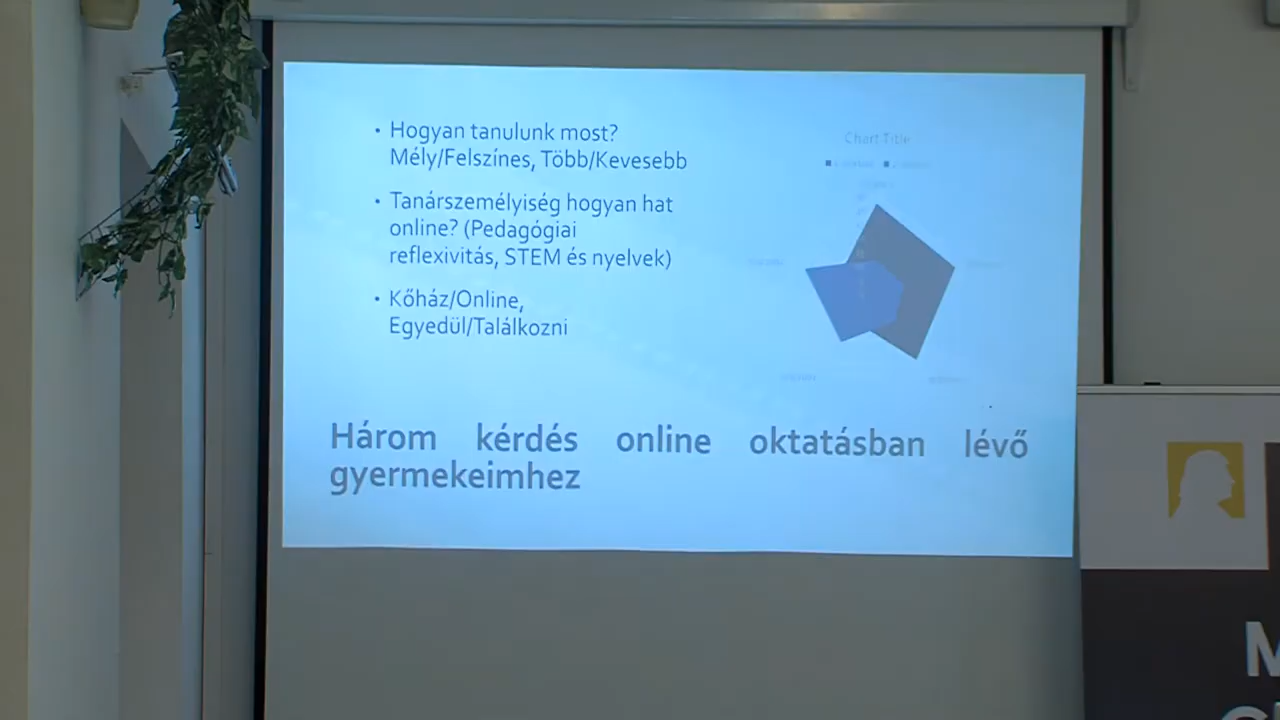 • Hogyan tanulunk most?
Mély/Felszínes, Több/Kevesebb
• Tanárszemélyiség hogyan hat
online? (Pedagógiai
reflexivitás, STEM és nyelvek)
• Kőház/Online,
Egyedül/Találkozni
Chart Title
Három kérdés online oktatásban lévő
gyermekeimhez